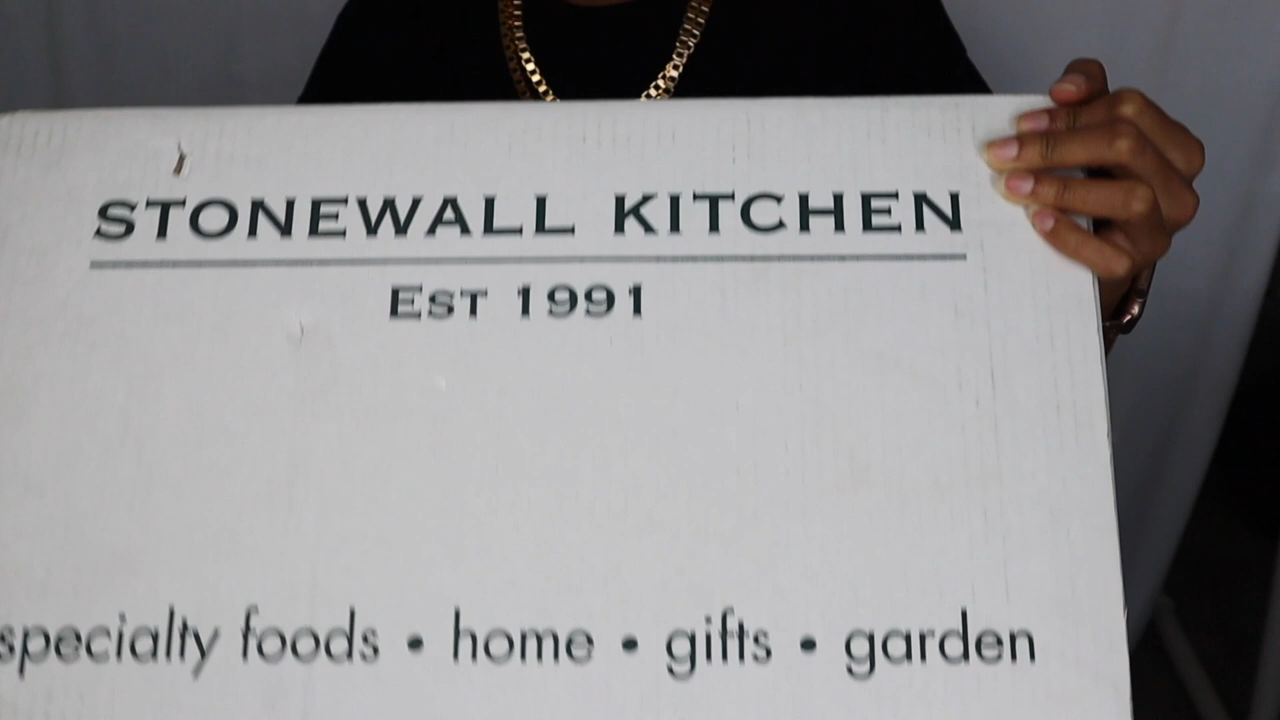 STONEWALL KITCHEN
EST 1991
specialty foods • home • gifts • garden